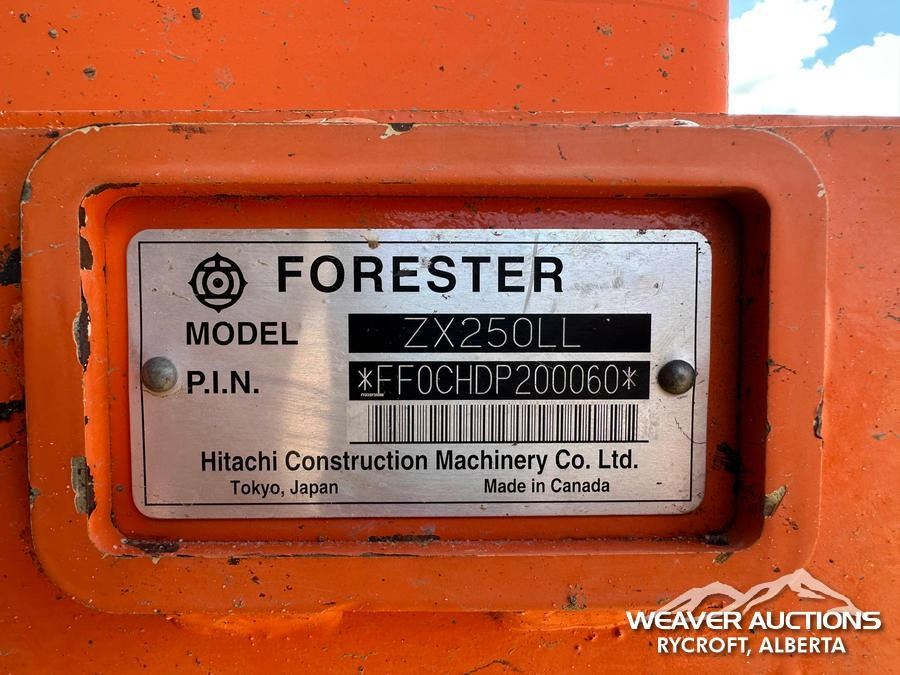 FORESTER
MODEL ZX250LL
P.I.N. *FF0CHDP200060*
Hitachi Construction Machinery Co. Ltd.
Tokyo, Japan Made in Canada
WEAVER AUCTIONS
RYCROFT, ALBERTA